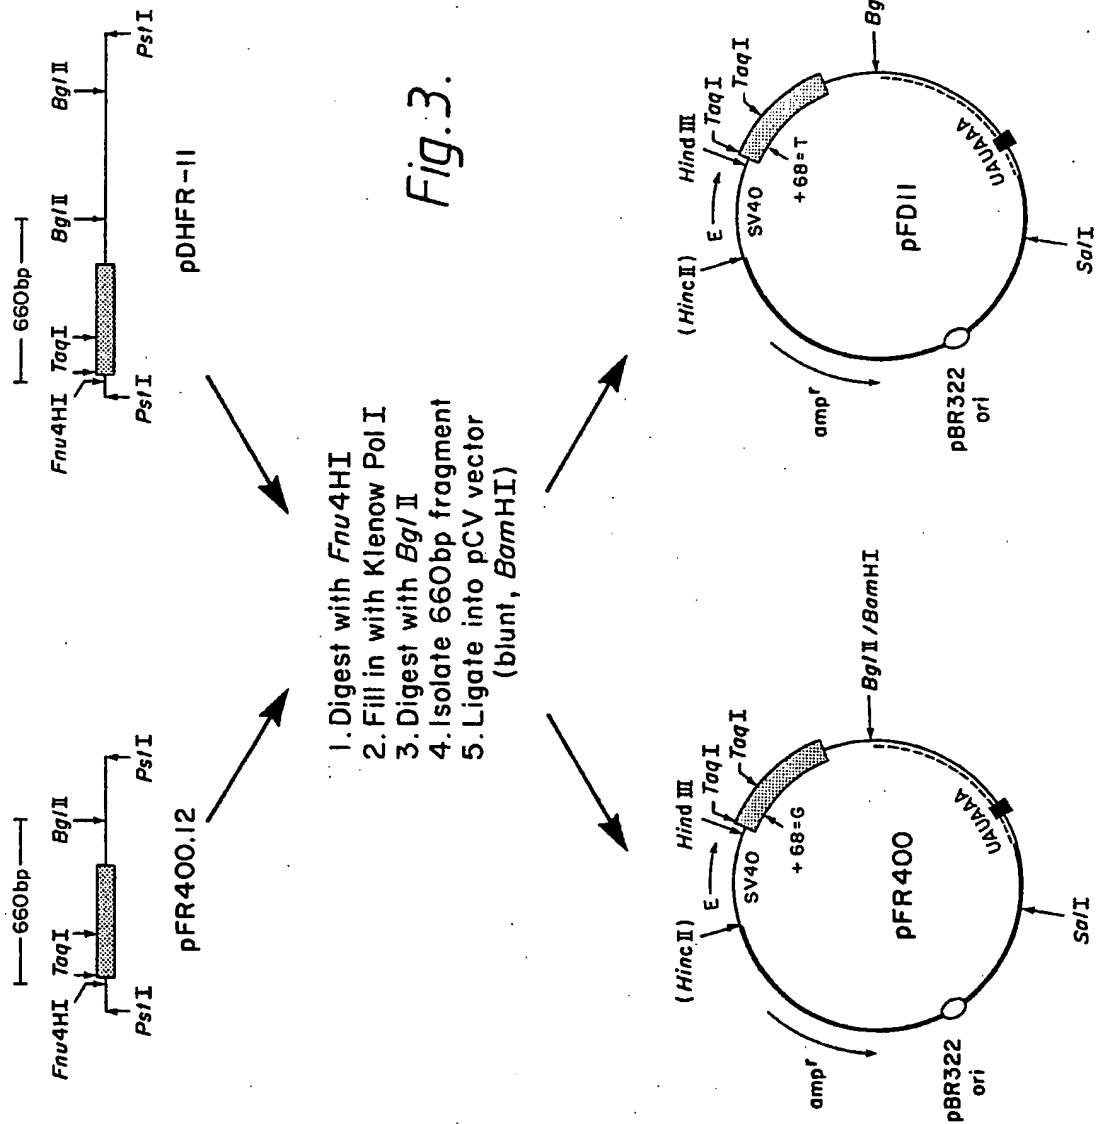 660bp
Fnu4HI TaqI BglII
PstI PstI
pFR400.12
660bp
Fnu4HI TaqI BglII BglII
PstI PstI
pDHFR-11
1. Digest with Fnu4HI
2. Fill in with Klenow Pol I
3. Digest with BglII
4. Isolate 660bp fragment
5. Ligate into pCV vector
(blunt, BamHI)
Fig. 3.
(HincII)
E
HindIII
TaqI
TaqI
SV40
+68=G
ampʳ
pFR400
BglII/BamHI
UAUAAA
pBR322
ori
SalI
(HincII)
E
HindIII
TaqI
TaqI
SV40
+68=T
ampʳ
pFD11
Bg
UAUAAA
pBR322
ori
SalI